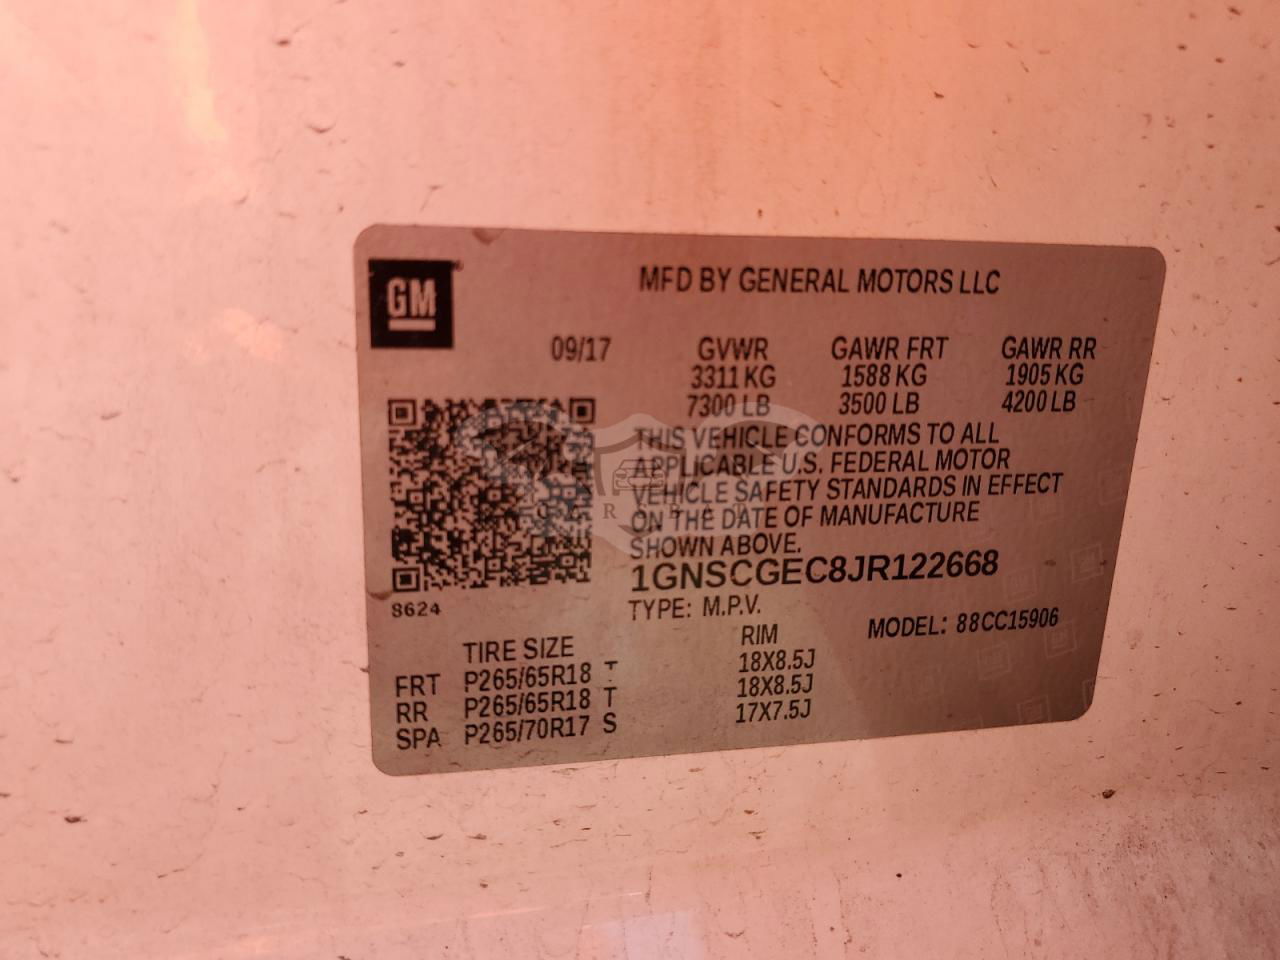 GM
MFD BY GENERAL MOTORS LLC
09/17 GVWR GAWR FRT GAWR RR
3311 KG 1588 KG 1905 KG
7300 LB 3500 LB 4200 LB
THIS VEHICLE CONFORMS TO ALL
APPLICABLE U.S. FEDERAL MOTOR
VEHICLE SAFETY STANDARDS IN EFFECT
ON THE DATE OF MANUFACTURE
SHOWN ABOVE.
1GNSCGEC8JR122668
8624
TYPE: M.P.V. MODEL: 88CC15906
TIRE SIZE RIM
FRT P265/65R18 T 18X8.5J
RR P265/65R18 T 18X8.5J
SPA P265/70R17 S 17X7.5J